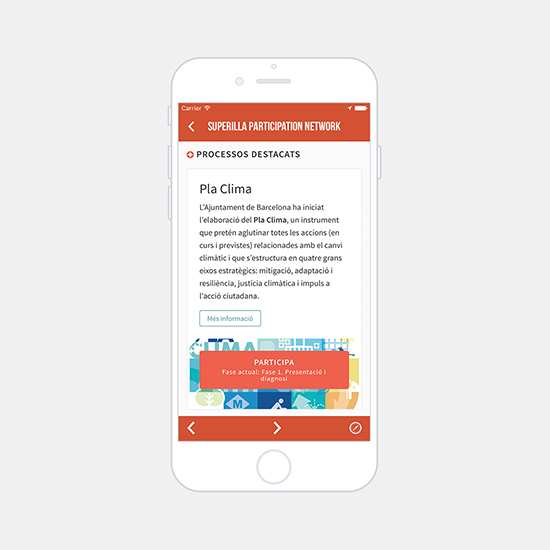 Carrier
SUPERILLA PARTICIPATION NETWORK
PROCESSOS DESTACATS
Pla Clima
L'Ajuntament de Barcelona ha iniciat
l'elaboració del Pla Clima, un instrument
que pretén aglutinar totes les accions (en
curs i previstes) relacionades amb el canvi
climàtic i que s'estructura en quatre grans
eixos estratègics: mitigació, adaptació i
resiliència, justícia climàtica i impuls a
l'acció ciutadana.
Més informació
PARTICIPA
Fase actual: Fase 1. Presentació i
diagnosi
M